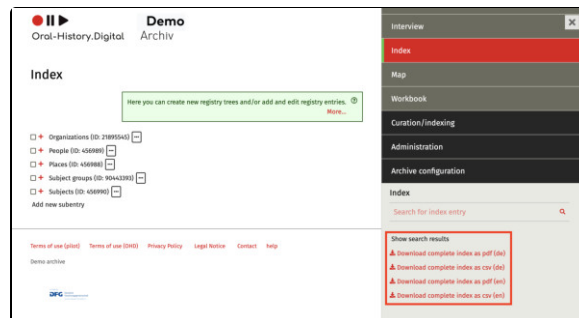 Oral-History.Digital
Demo
Archiv
Index
Here you can create new registry trees and/or add and edit registry entries.
More...
Organizations (ID: 21895545)
People (ID: 456989)
Places (ID: 456988)
Subject groups (ID: 90443393)
Subjects (ID: 456990)
Add new subentry
Terms of use (pilot) Terms of use (OHD) Privacy Policy Legal Notice Contact help
Demo archive
DFG
Interview
Index
Map
Workbook
Curation/indexing
Administration
Archive configuration
Index
Search for index entry
Show search results
Download complete index as pdf (de)
Download complete index as csv (de)
Download complete index as pdf (en)
Download complete index as csv (en)